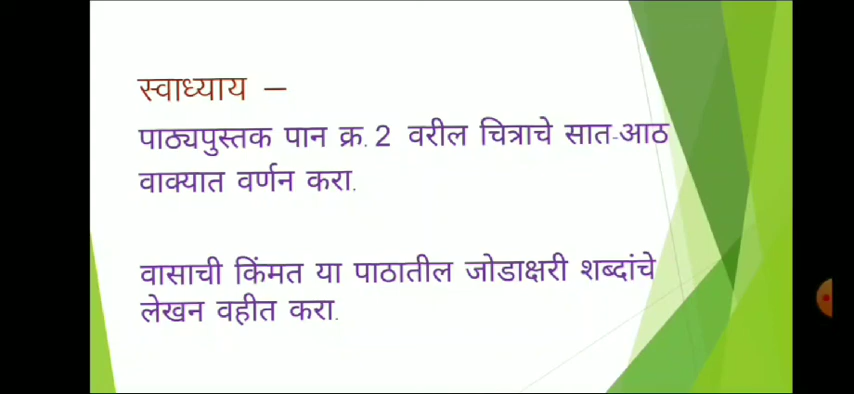 स्वाध्याय –
पाठ्यपुस्तक पान क्र. 2 वरील चित्राचे सात-आठ
वाक्यात वर्णन करा.
वासाची किंमत या पाठातील जोडाक्षरी शब्दांचे
लेखन वहीत करा.